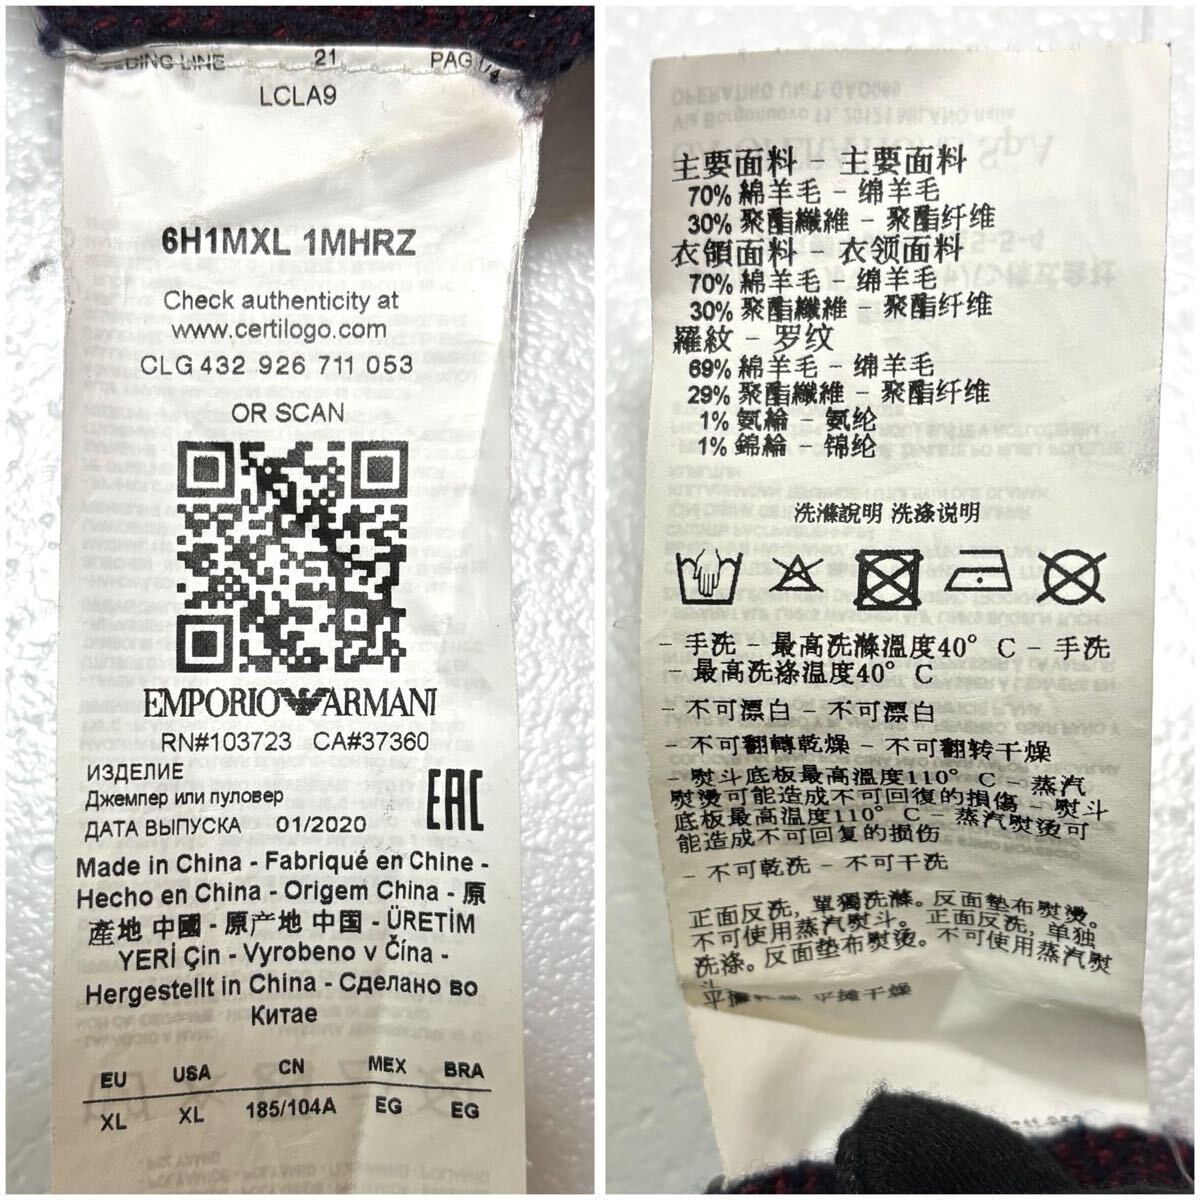 DING LINE 21 PAG 1/4
LCLA9
6H1MXL 1MHRZ
Check authenticity at
www.certilogo.com
CLG 432 926 711 053
OR SCAN
EMPORIO ARMANI
RN#103723 CA#37360
ИЗДЕЛИЕ
Джемпер или пуловер
ДАТА ВЫПУСКА 01/2020
EAC
Made in China - Fabriqué en Chine -
Hecho en China - Origem China - 原
產地 中國 - 原产地 中国 - ÜRETİM
YERİ Çin - Vyrobeno v Čína -
Hergestellt in China - Сделано во
Китае
EU USA CN MEX BRA
XL XL 185/104A EG EG
主要面料 - 主要面料
70% 綿羊毛 - 绵羊毛
30% 聚酯纖維 - 聚酯纤维
衣領面料 - 衣领面料
70% 綿羊毛 - 绵羊毛
30% 聚酯纖維 - 聚酯纤维
羅紋 - 罗纹
69% 綿羊毛 - 绵羊毛
29% 聚酯纖維 - 聚酯纤维
1% 氨綸 - 氨纶
1% 錦綸 - 锦纶
洗滌說明 洗涤说明
- 手洗 - 最高洗滌溫度40° C - 手洗
- 最高洗涤温度40° C
- 不可漂白 - 不可漂白
- 不可翻轉乾燥 - 不可翻转干燥
- 熨斗底板最高溫度110° C - 蒸汽
熨燙可能造成不可回復的損傷 - 熨斗
底板最高温度110° C - 蒸汽熨烫可
能造成不可回复的损伤
- 不可乾洗 - 不可干洗
正面反洗, 單獨洗滌。反面墊布熨燙。
不可使用蒸汽熨斗。 正面反洗, 单独
洗涤。反面垫布熨烫。不可使用蒸汽熨
斗。
平攤 平摊干燥